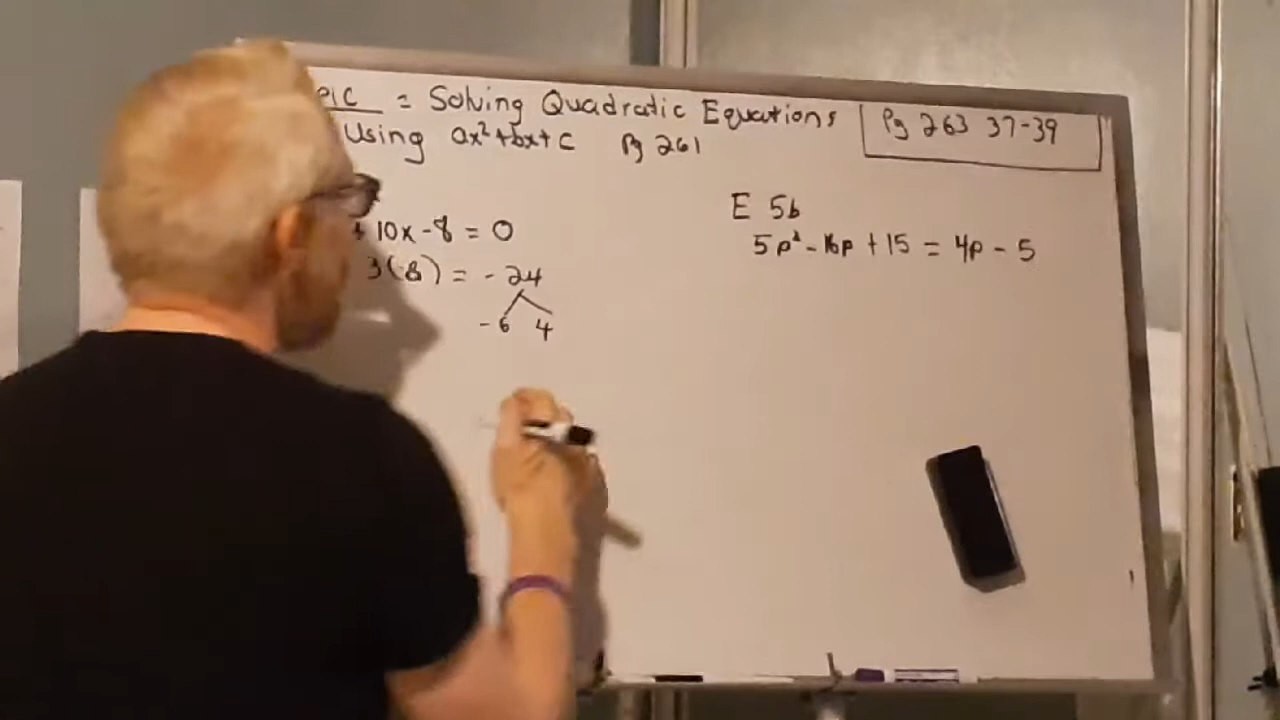 PIC = Solving Quadratic Equations
Using ax²+bx+c Pg 261
Pg 263 37-39
+ 10x - 8 = 0
3(-8) = - 24
-6 4
E 5b
5p² - 16p + 15 = 4p - 5